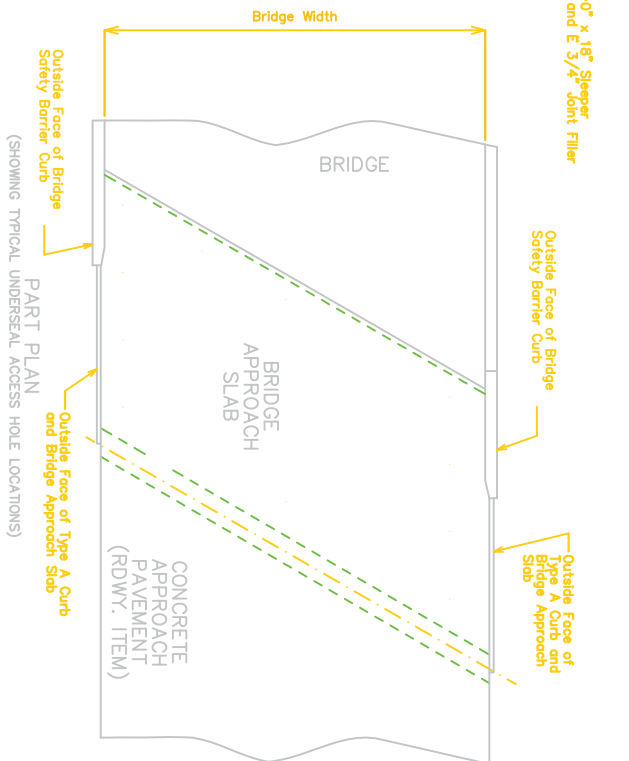 0" x 18" Sleeper
and E 3/4" Joint Filler
Bridge Width
Outside Face of Bridge
Safety Barrier Curb
BRIDGE
Outside Face of Bridge
Safety Barrier Curb
BRIDGE
APPROACH
SLAB
Outside Face of Type A Curb
and Bridge Approach Slab
Outside Face of
Type A Curb and
Bridge Approach
Slab
CONCRETE
APPROACH
PAVEMENT
(RDWY. ITEM)
PART PLAN
(SHOWING TYPICAL UNDERSEAL ACCESS HOLE LOCATIONS)